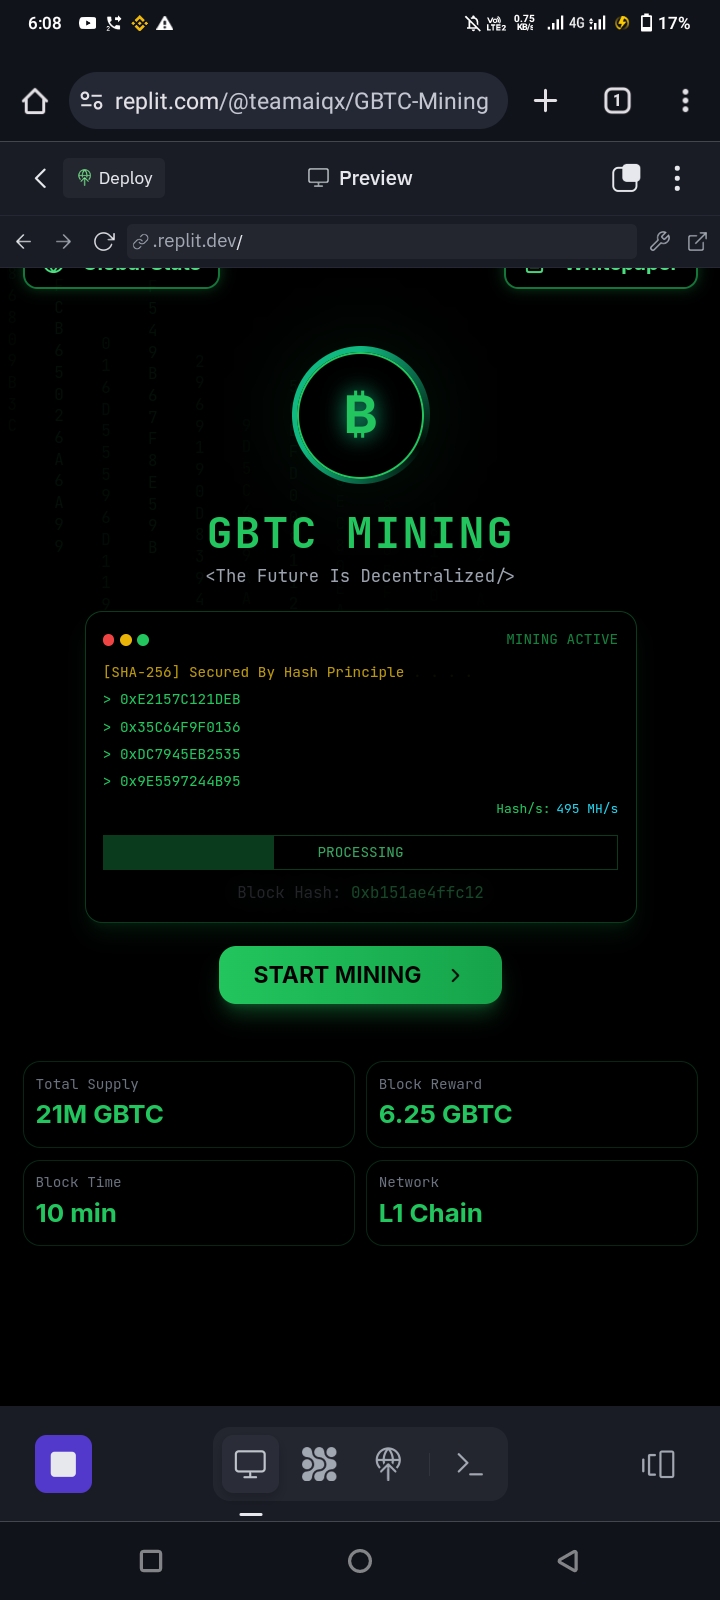 6:08
Vo) LTE2 0.75 KB/s 4G 17%
replit.com/@teamaiqx/GBTC-Mining
1
Deploy
Preview
.replit.dev/
Global Stats
Whitepaper
GBTC MINING
<The Future Is Decentralized/>
MINING ACTIVE
[SHA-256] Secured By Hash Principle . . . .
> 0xE2157C121DEB
> 0x35C64F9F0136
> 0xDC7945EB2535
> 0x9E5597244B95
Hash/s: 495 MH/s
PROCESSING
Block Hash: 0xb151ae4ffc12
START MINING
Total Supply
21M GBTC
Block Reward
6.25 GBTC
Block Time
10 min
Network
L1 Chain